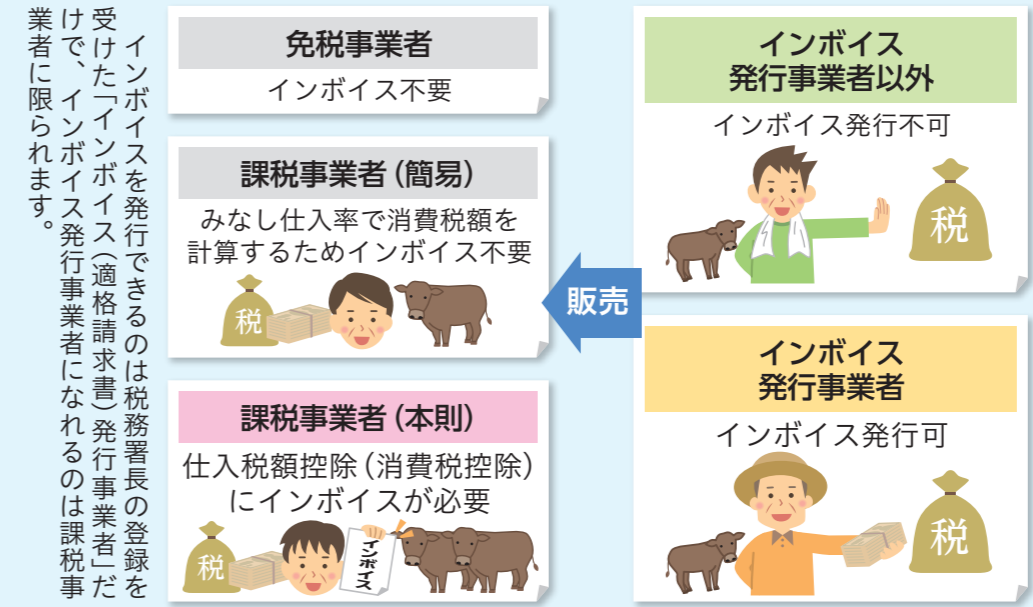 インボイス
発行事業者以外
インボイス発行不可
税
インボイス
発行事業者
インボイス発行可
税
販売
免税事業者
インボイス不要
課税事業者（簡易）
みなし仕入率で消費税額を
計算するためインボイス不要
税
課税事業者（本則）
仕入税額控除（消費税控除）
にインボイスが必要
税
インボイス
インボイスを発行できるのは税務署長の登録を
受けた「インボイス（適格請求書）発行事業者」だ
けで、インボイス発行事業者になれるのは課税事
業者に限られます。